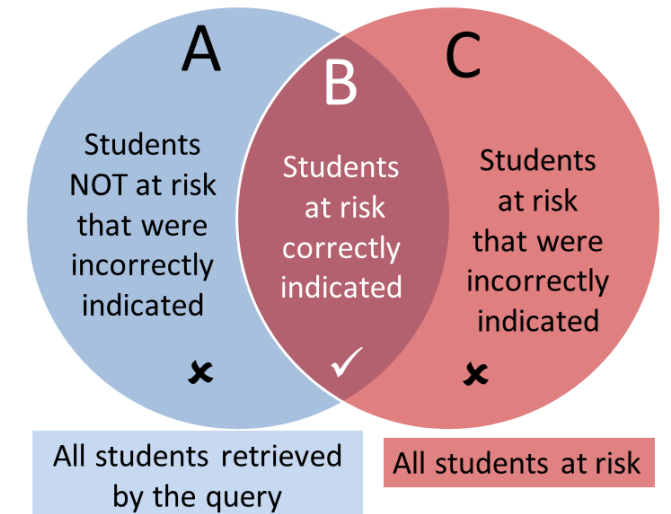 A
Students
NOT at risk
that were
incorrectly
indicated
✘
B
Students
at risk
correctly
indicated
✓
C
Students
at risk
that were
incorrectly
indicated
✘
All students retrieved
by the query
All students at risk